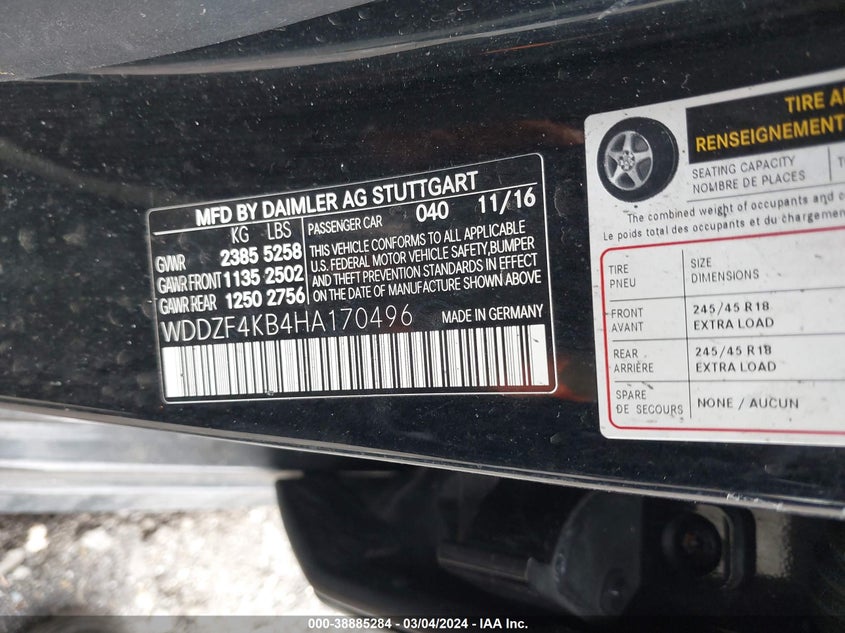 MFD BY DAIMLER AG STUTTGART
KG LBS
PASSENGER CAR 040 11/16
GVWR 2385 5258
GAWR FRONT 1135 2502
GAWR REAR 1250 2756
THIS VEHICLE CONFORMS TO ALL APPLICABLE
U.S. FEDERAL MOTOR VEHICLE SAFETY, BUMPER
AND THEFT PREVENTION STANDARDS IN EFFECT
ON THE DATE OF MANUFACTURE SHOWN ABOVE.
WDDZF4KB4HA170496 MADE IN GERMANY
TIRE
RENSEIGNEMENT
SEATING CAPACITY
NOMBRE DE PLACES
The combined weight of occupants and
Le poids total des occupants et du chargement
TIRE
PNEU
SIZE
DIMENSIONS
FRONT
AVANT
245/45 R18
EXTRA LOAD
REAR
ARRIÈRE
245/45 R18
EXTRA LOAD
SPARE
DE SECOURS
NONE / AUCUN
000-38885284 - 03/04/2024 - IAA Inc.